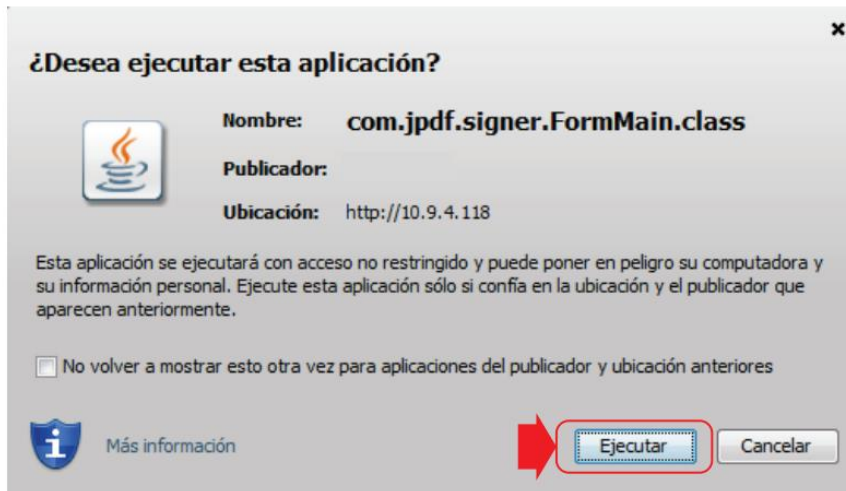 ¿Desea ejecutar esta aplicación?
Nombre: com.jpdf.signer.FormMain.class
Publicador:
Ubicación: http://10.9.4.118
Esta aplicación se ejecutará con acceso no restringido y puede poner en peligro su computadora y
su información personal. Ejecute esta aplicación sólo si confía en la ubicación y el publicador que
aparecen anteriormente.
No volver a mostrar esto otra vez para aplicaciones del publicador y ubicación anteriores
Más información
Ejecutar
Cancelar